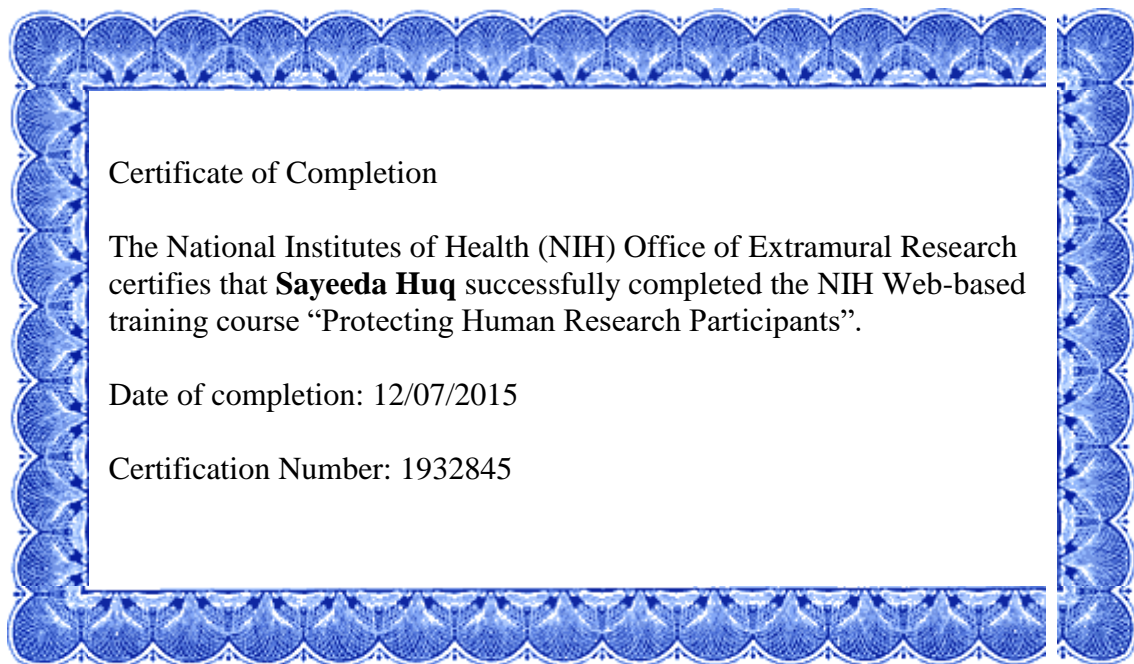 Certificate of Completion
The National Institutes of Health (NIH) Office of Extramural Research
certifies that Sayeeda Huq successfully completed the NIH Web-based
training course “Protecting Human Research Participants”.
Date of completion: 12/07/2015
Certification Number: 1932845